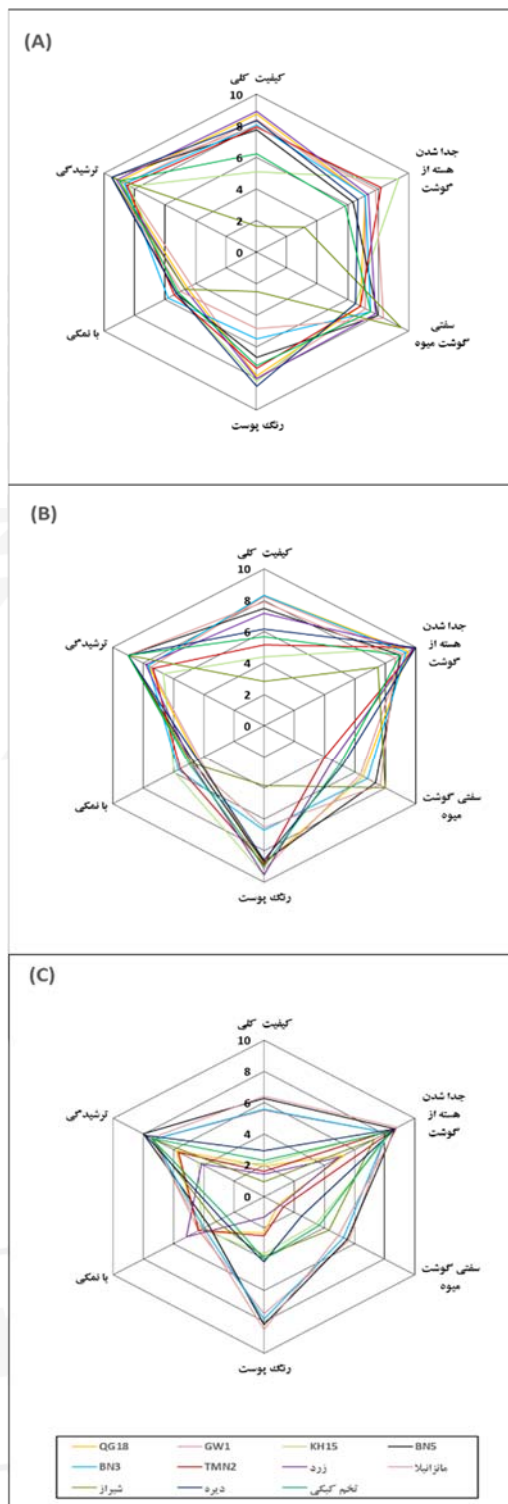 (A)
کیفیت کلی
10
8
6
4
2
0
جدا شدن
هسته از
گوشت
سفتی
گوشت میوه
رنگ پوست
با نمکی
ترشیدگی
(B)
کیفیت کلی
10
8
6
4
2
0
جدا شدن
هسته از
گوشت
سفتی گوشت
میوه
رنگ پوست
با نمکی
ترشیدگی
(C)
کیفیت کلی
10
8
6
4
2
0
جدا شدن
هسته از
گوشت
سفتی گوشت
میوه
رنگ پوست
با نمکی
ترشیدگی
QG18 GW1 KH15 BN5
BN3 TMN2 زرد مانزانیلا
شیراز دیره تخم کبکی